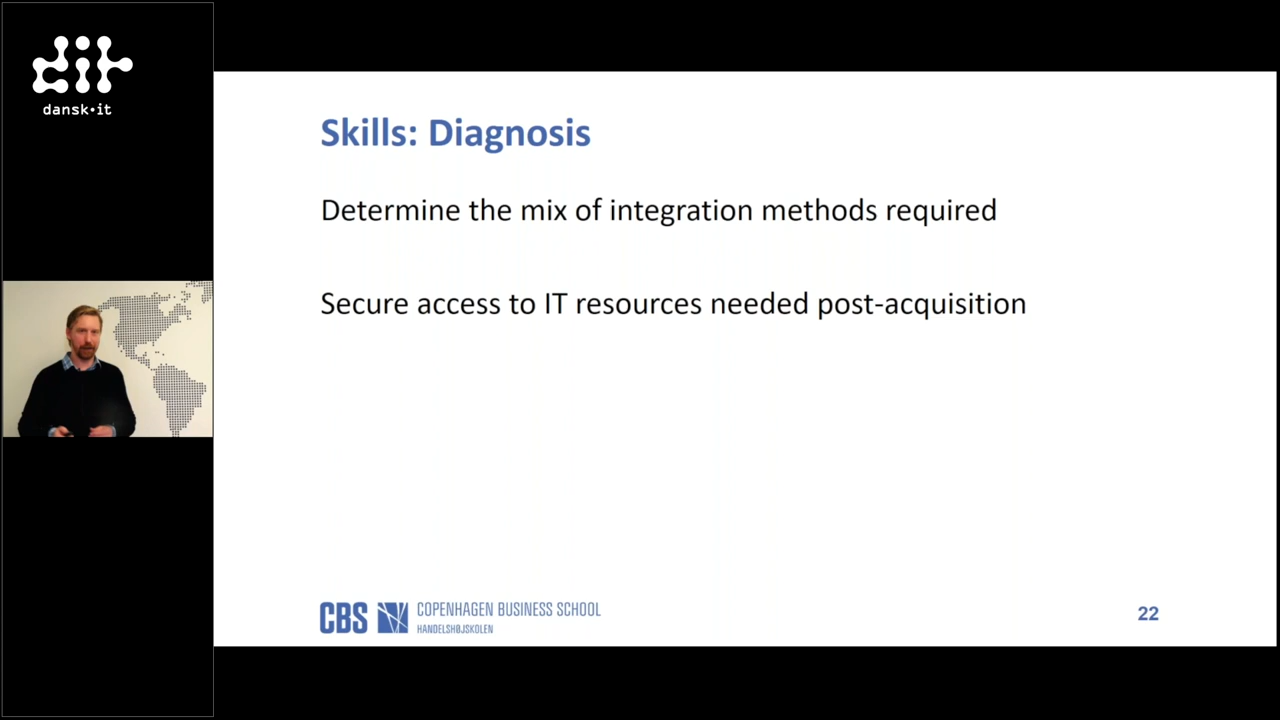 dit
dansk•it
Skills: Diagnosis
Determine the mix of integration methods required
Secure access to IT resources needed post-acquisition
CBS COPENHAGEN BUSINESS SCHOOL
HANDELSHØJSKOLEN
22